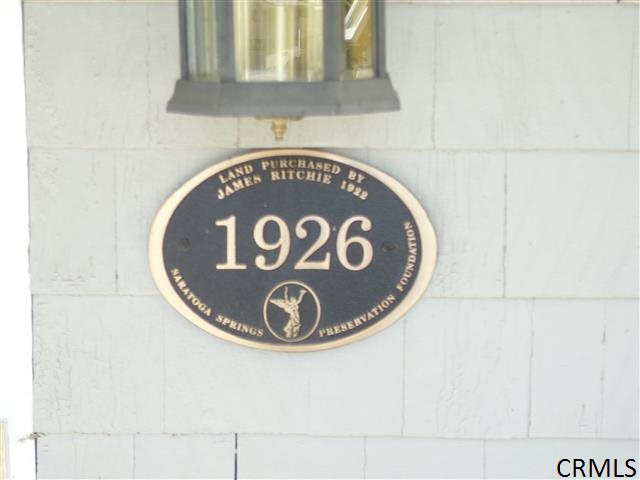 LAND PURCHASED BY
JAMES RITCHIE 1922
1926
SARATOGA SPRINGS PRESERVATION FOUNDATION
CRMLS